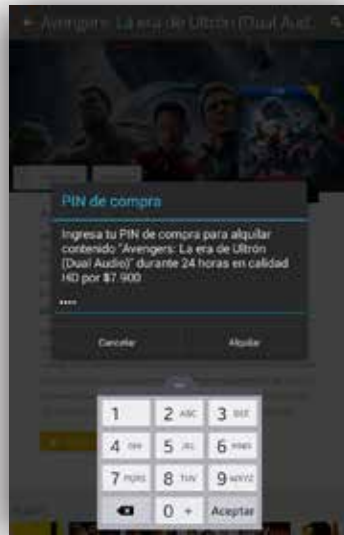 Avengers: La era de Ultrón (Dual Aud...
PIN de compra
Ingresa tu PIN de compra para alquilar
contenido "Avengers: La era de Ultrón
(Dual Audio)" durante 24 horas en calidad
HD por $7.900
....
Cancelar Alquilar
1 2 ABC 3 DEF
4 GHI 5 JKL 6 MNO
7 PQRS 8 TUV 9 WXYZ
0 + Aceptar